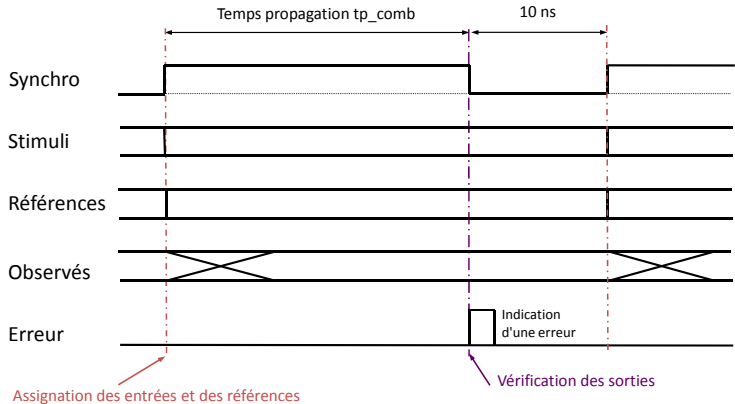 Temps propagation tp_comb
10 ns
Synchro
Stimuli
Références
Observés
Erreur
Indication
d'une erreur
Vérification des sorties
Assignation des entrées et des références